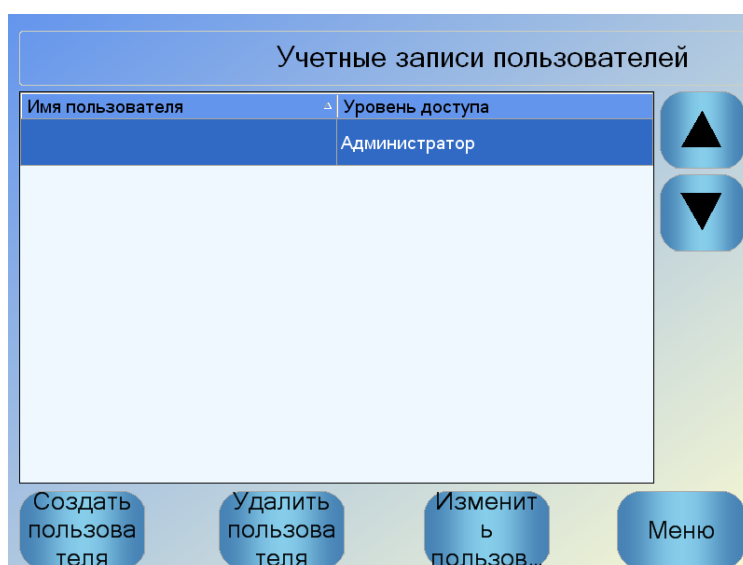 Учетные записи пользователей
Имя пользователя Уровень доступа
Администратор
Создать
пользова
теля
Удалить
пользова
теля
Изменит
ь
пользов...
Меню